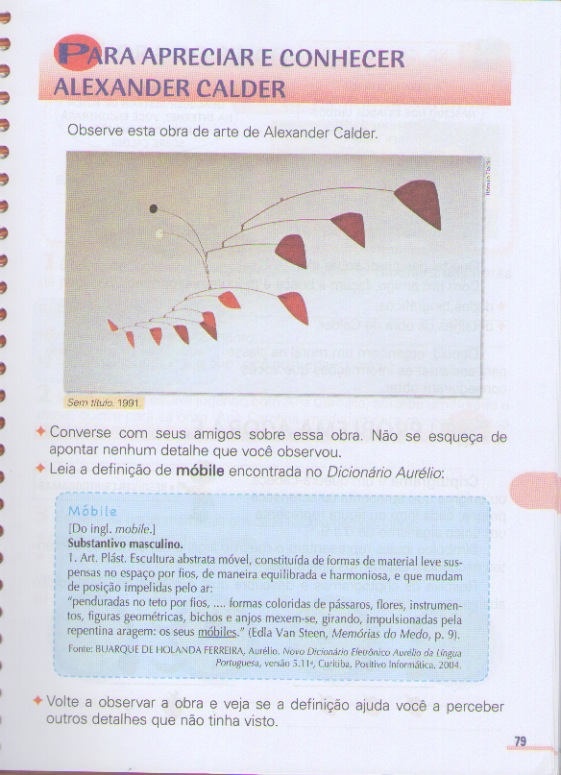 PARA APRECIAR E CONHECER
ALEXANDER CALDER
Observe esta obra de arte de Alexander Calder.
Sem título. 1991.
✦ Converse com seus amigos sobre essa obra. Não se esqueça de
apontar nenhum detalhe que você observou.
✦ Leia a definição de móbile encontrada no Dicionário Aurélio:
Móbile
[Do ingl. mobile.]
Substantivo masculino.
1. Art. Plást. Escultura abstrata móvel, constituída de formas de material leve sus-
pensas no espaço por fios, de maneira equilibrada e harmoniosa, e que mudam
de posição impelidas pelo ar:
“penduradas no teto por fios, .... formas coloridas de pássaros, flores, instrumen-
tos, figuras geométricas, bichos e anjos mexem-se, girando, impulsionadas pela
repentina aragem: os seus móbiles.” (Edla Van Steen, Memórias do Medo, p. 9).
Fonte: BUARQUE DE HOLANDA FERREIRA, Aurélio. Novo Dicionário Eletrônico Aurélio da Língua
Portuguesa, versão 5.11ª, Curitiba, Positivo Informática, 2004.
✦ Volte a observar a obra e veja se a definição ajuda você a perceber
outros detalhes que não tinha visto.
79